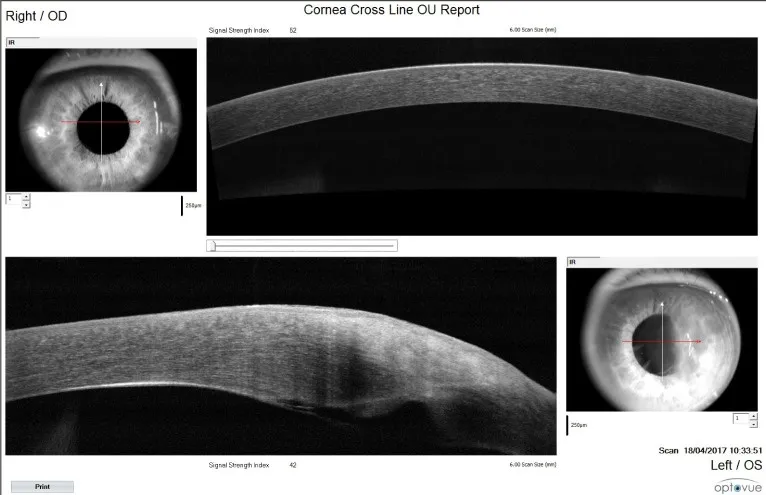 Cornea Cross Line OU Report
Right / OD
Signal Strength Index 52
6.00 Scan Size (mm)
IR
1
250µm
IR
1
250µm
Signal Strength Index 42
6.00 Scan Size (mm)
Scan 18/04/2017 10:33:51
Left / OS
Print
optovue